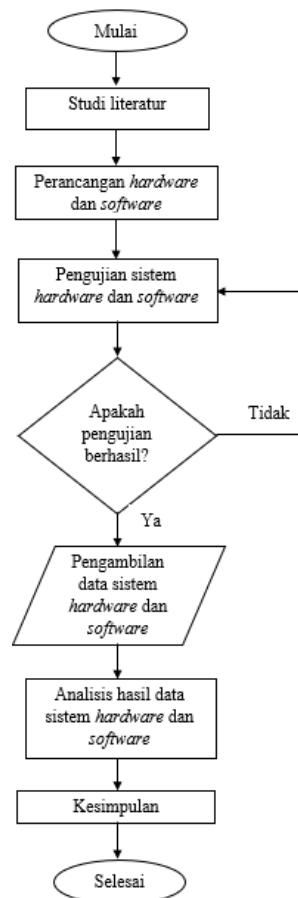 Mulai
Studi literatur
Perancangan hardware
dan software
Pengujian sistem
hardware dan software
Apakah
pengujian
berhasil?
Tidak
Ya
Pengambilan
data sistem
hardware dan
software
Analisis hasil data
sistem hardware dan
software
Kesimpulan
Selesai